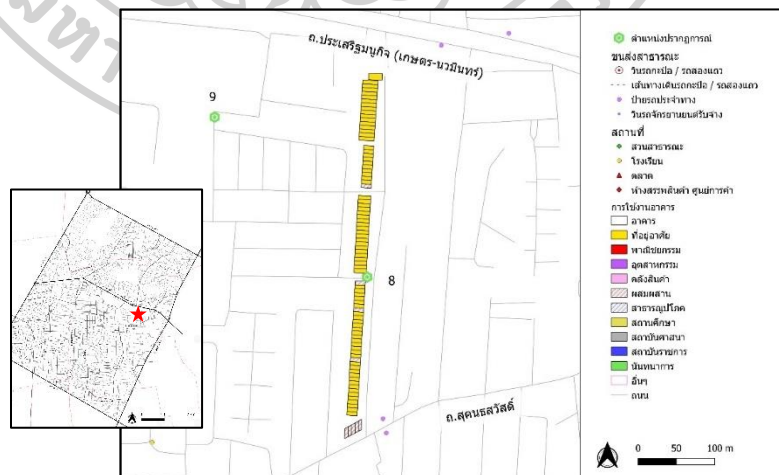 มหา
ถ.ประเสริฐมนูกิจ (เกษตร-นวมินทร์)
9
8
ถ.สุคนธสวัสดิ์
ตำแหน่งปรากฏการณ์
ขนส่งสาธารณะ
วินรถกะป๊อ / รถสองแถว
เส้นทางเดินรถกะป๊อ / รถสองแถว
ป้ายรถประจำทาง
วินรถจักรยานยนต์รับจ้าง
สถานที่
สวนสาธารณะ
โรงเรียน
ตลาด
ห้างสรรพสินค้า ศูนย์การค้า
การใช้งานอาคาร
อาคาร
ที่อยู่อาศัย
พาณิชยกรรม
อุตสาหกรรม
คลังสินค้า
ผสมผสาน
สาธารณูปโภค
สถานศึกษา
สถาบันศาสนา
สถาบันราชการ
นันทนาการ
อื่นๆ
ถนน
0 50 100 m